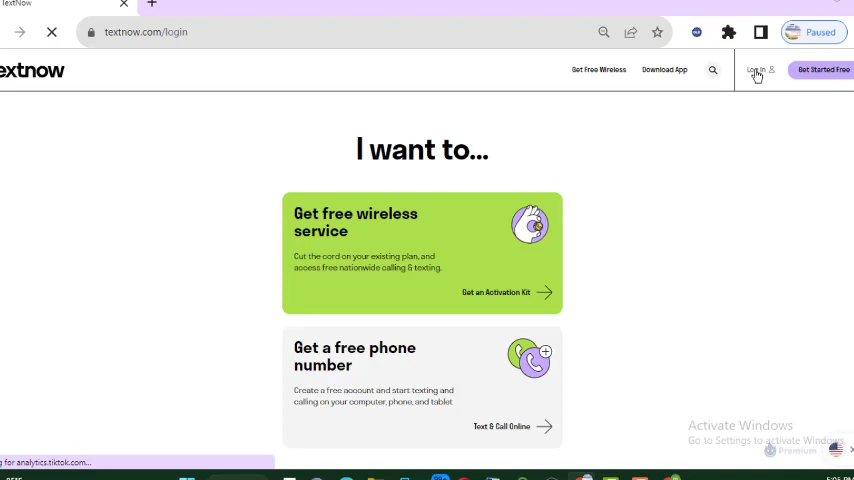 TextNow
textnow.com/login
Paused
extnow
Get Free Wireless
Download App
Log In
Get Started Free
I want to...
Get free wireless
service
Cut the cord on your existing plan, and
access free nationwide calling & texting.
Get an Activation Kit
Get a free phone
number
Create a free account and start texting and
calling on your computer, phone, and tablet
Text & Call Online
Activate Windows
Go to Settings to activate Windows.
Premium
g for analytics.tiktok.com...